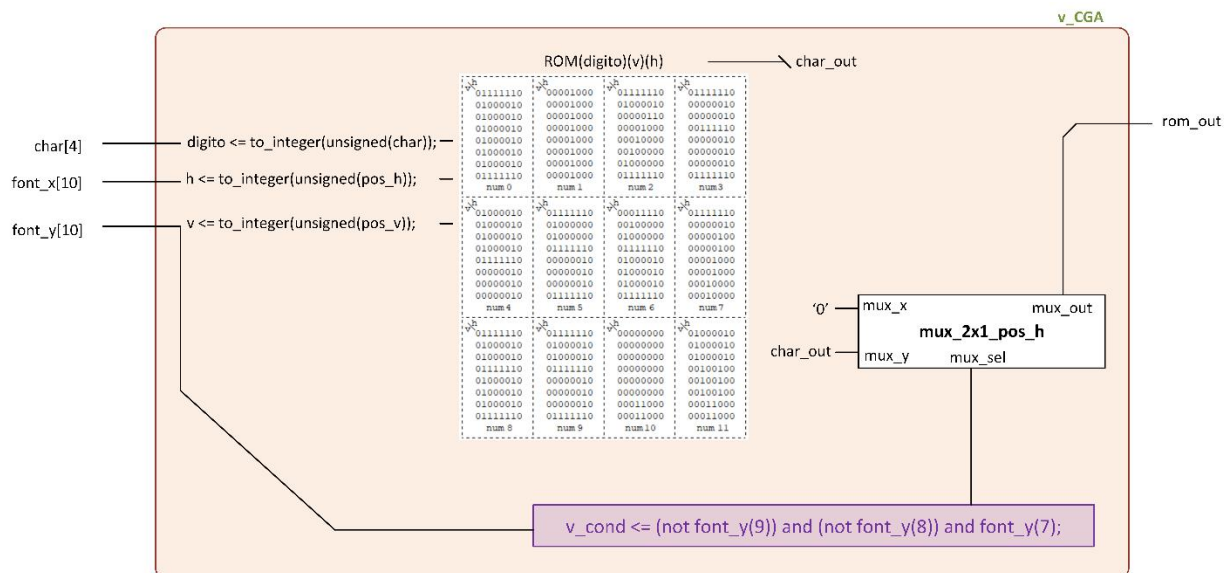 v_CGA
ROM(digito)(v)(h)
char_out
01111110 00001000 01111110 01111110
01000010 00001000 01000010 00000010
01000010 00001000 00000110 00000010
01000010 00001000 00001000 00111110
01000010 00001000 00010000 00000010
01000010 00001000 00100000 00000010
01000010 00001000 01000000 00000010
01111110 00001000 01111110 01111110
num 0 num 1 num 2 num 3
01000010 01111110 00011110 01111110
01000010 01000000 00100000 00000010
01000010 01000000 01000000 00000100
01000010 01111110 01111110 00000100
01111110 00000010 01000010 00001000
00000010 00000010 01000010 00001000
00000010 00000010 01000010 00010000
00000010 01111110 01111110 00010000
num 4 num 5 num 6 num 7
01111110 01111110 00000000 01000010
01000010 01000010 00000000 01000010
01000010 01000010 00000000 01000010
01111110 01111110 00000000 00100100
01000010 00000010 00000000 00100100
01000010 00000010 00000000 00100100
01000010 00000010 00011000 00011000
01111110 01111110 00011000 00011000
num 8 num 9 num 10 num 11
char[4]
digito <= to_integer(unsigned(char));
font_x[10]
h <= to_integer(unsigned(pos_h));
font_y[10]
v <= to_integer(unsigned(pos_v));
rom_out
'0'
mux_x
mux_out
mux_2x1_pos_h
char_out
mux_y
mux_sel
v_cond <= (not font_y(9)) and (not font_y(8)) and font_y(7);